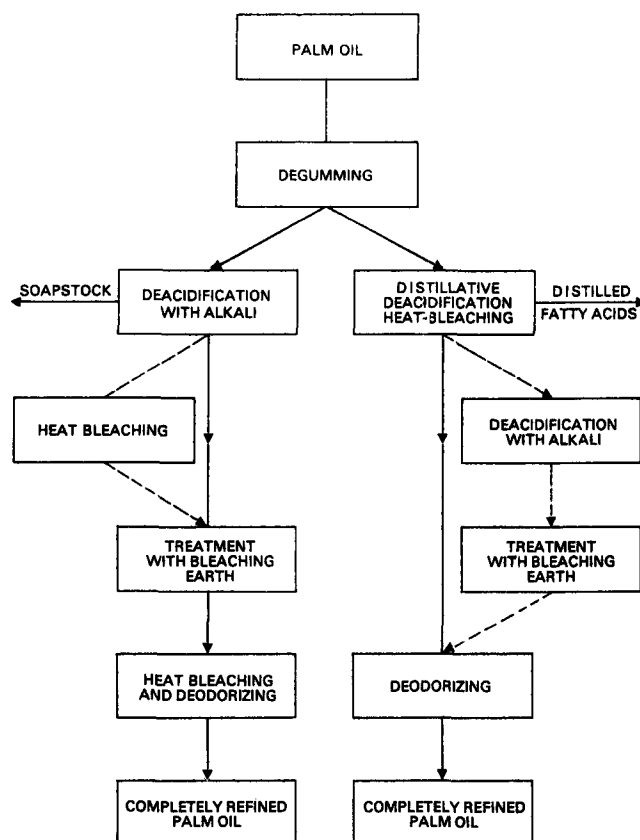 PALM OIL
DEGUMMING
SOAPSTOCK
DEACIDIFICATION
WITH ALKALI
DISTILLATIVE
DEACIDIFICATION
HEAT-BLEACHING
DISTILLED
FATTY ACIDS
HEAT BLEACHING
DEACIDIFICATION
WITH ALKALI
TREATMENT
WITH BLEACHING
EARTH
TREATMENT
WITH BLEACHING
EARTH
HEAT BLEACHING
AND DEODORIZING
DEODORIZING
COMPLETELY REFINED
PALM OIL
COMPLETELY REFINED
PALM OIL